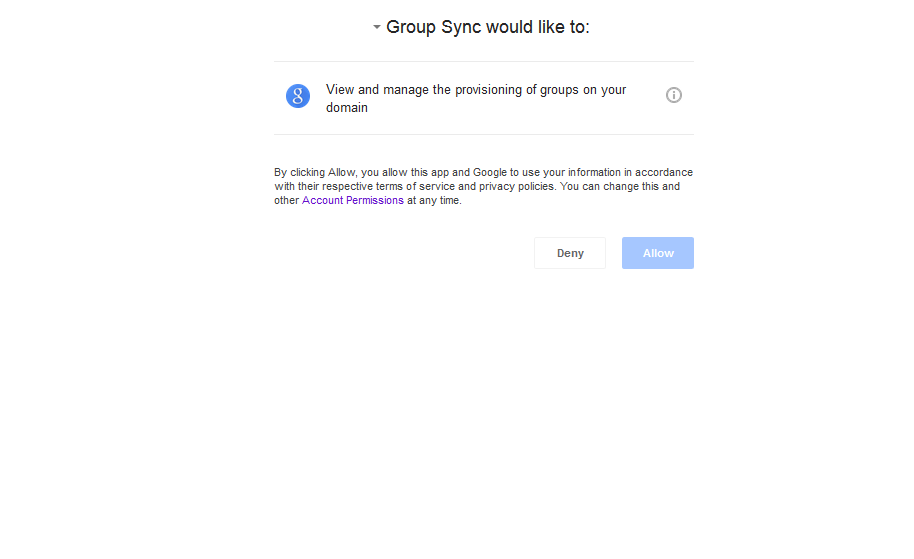 Group Sync would like to:
g
View and manage the provisioning of groups on your
domain
By clicking Allow, you allow this app and Google to use your information in accordance
with their respective terms of service and privacy policies. You can change this and
other Account Permissions at any time.
Deny Allow